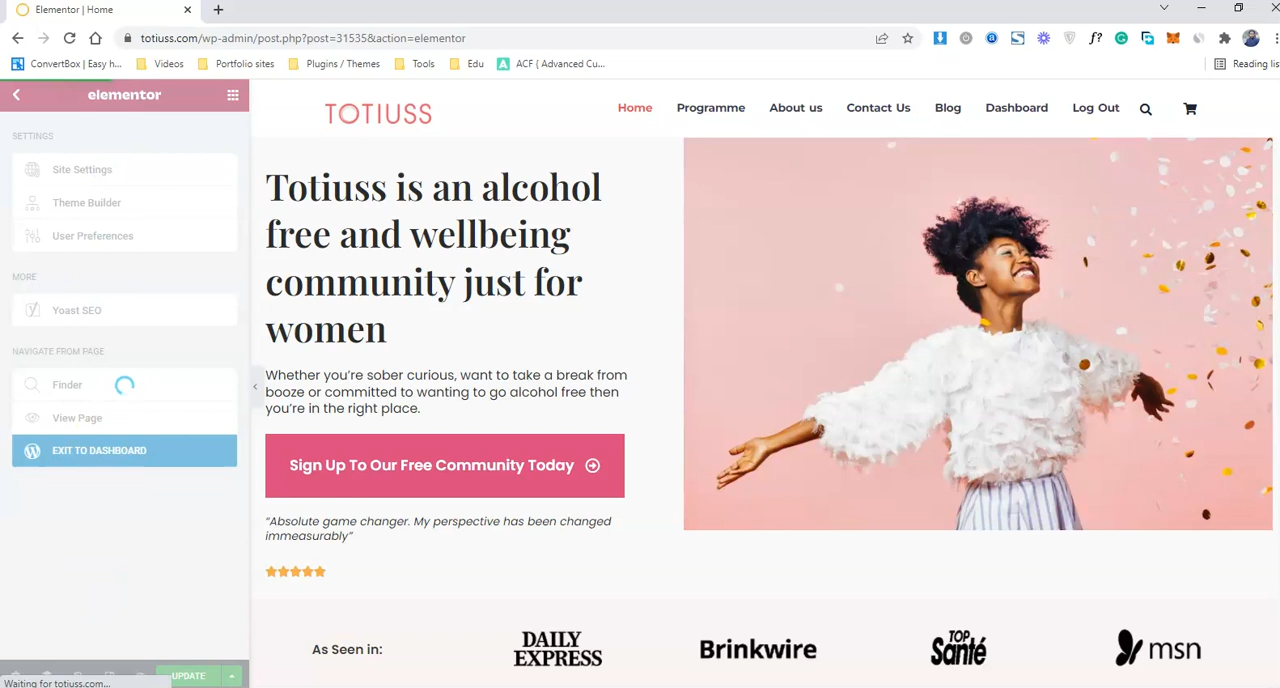 Elementor | Home
totiuss.com/wp-admin/post.php?post=31535&action=elementor
ConvertBox | Easy h...
Videos
Portfolio sites
Plugins / Themes
Tools
Edu
ACF ( Advanced Cu...
Reading lis
elementor
SETTINGS
Site Settings
Theme Builder
User Preferences
MORE
Yoast SEO
NAVIGATE FROM PAGE
Finder
View Page
EXIT TO DASHBOARD
UPDATE
Waiting for totiuss.com...
TOTIUSS
Home
Programme
About us
Contact Us
Blog
Dashboard
Log Out
Totiuss is an alcohol
free and wellbeing
community just for
women
Whether you’re sober curious, want to take a break from
booze or committed to wanting to go alcohol free then
you’re in the right place.
Sign Up To Our Free Community Today
“Absolute game changer. My perspective has been changed
immeasurably”
As Seen in:
DAILY
EXPRESS
Brinkwire
TOP
Santé
msn